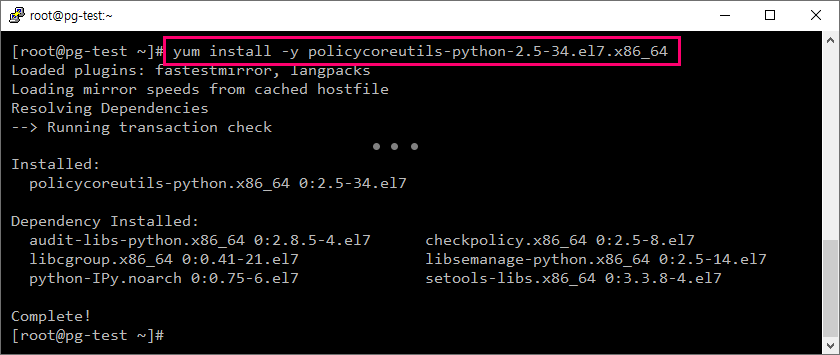 root@pg-test:~
[root@pg-test ~]# yum install -y policycoreutils-python-2.5-34.el7.x86_64
Loaded plugins: fastestmirror, langpacks
Loading mirror speeds from cached hostfile
Resolving Dependencies
--> Running transaction check
• • •
Installed:
  policycoreutils-python.x86_64 0:2.5-34.el7
Dependency Installed:
  audit-libs-python.x86_64 0:2.8.5-4.el7      checkpolicy.x86_64 0:2.5-8.el7
  libcgroup.x86_64 0:0.41-21.el7              libsemanage-python.x86_64 0:2.5-14.el7
  python-IPy.noarch 0:0.75-6.el7              setools-libs.x86_64 0:3.3.8-4.el7
Complete!
[root@pg-test ~]#